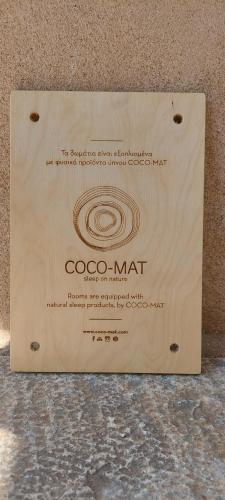 Τα δωμάτια είναι εξοπλισμένα
με φυσικά προϊόντα ύπνου COCO-MAT
COCO-MAT
sleep on nature
Rooms are equipped with
natural sleep products, by COCO-MAT
www.coco-mat.com